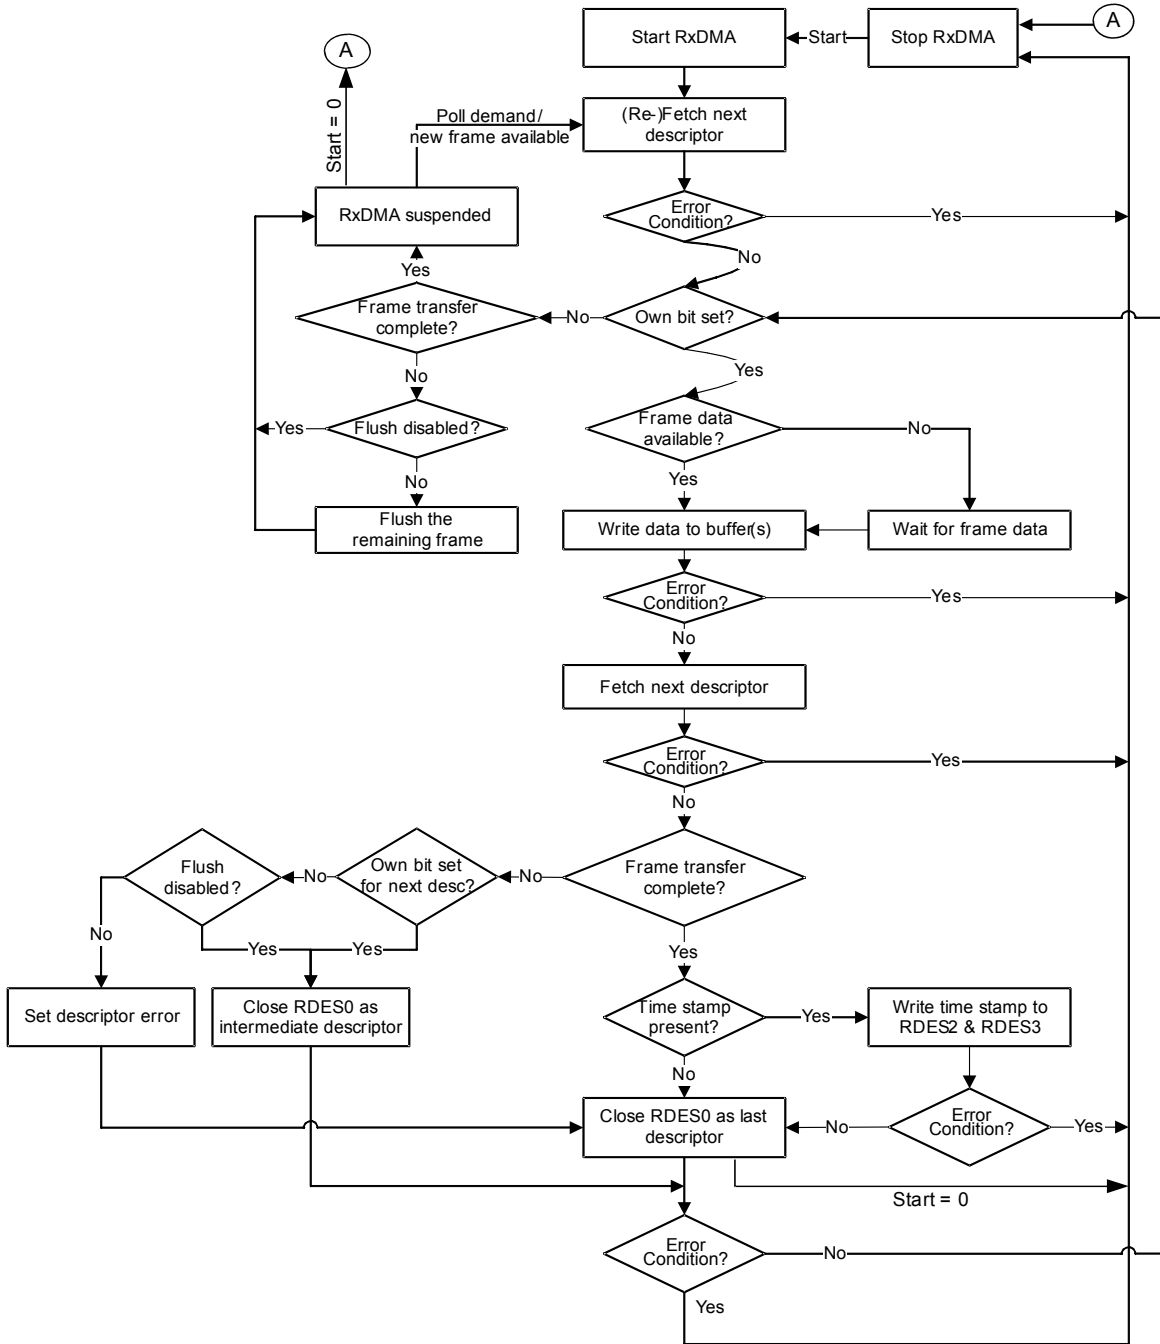 Start RxDMA
Start
Stop RxDMA
A
A
Start = 0
Poll demand/
new frame available
(Re-)Fetch next
descriptor
RxDMA suspended
Error
Condition?
Yes
No
Yes
Frame transfer
complete?
No
Own bit set?
No
Yes
Yes
Flush disabled?
Frame data
available?
No
No
Yes
Flush the
remaining frame
Write data to buffer(s)
Wait for frame data
Error
Condition?
Yes
No
Fetch next descriptor
Error
Condition?
Yes
No
Flush
disabled?
No
Own bit set
for next desc?
No
Frame transfer
complete?
No
Yes
Yes
Yes
Set descriptor error
Close RDES0 as
intermediate descriptor
Time stamp
present?
Yes
Write time stamp to
RDES2 & RDES3
No
Close RDES0 as last
descriptor
No
Error
Condition?
Yes
Start = 0
Error
Condition?
No
Yes